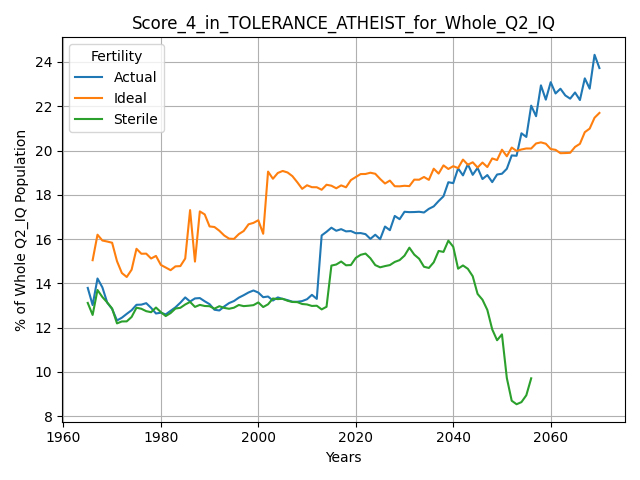 Score_4_in_TOLERANCE_ATHEIST_for_Whole_Q2_IQ
Fertility
Actual
Ideal
Sterile
% of Whole Q2_IQ Population
24
22
20
18
16
14
12
10
8
1960
1980
2000
2020
2040
2060
Years